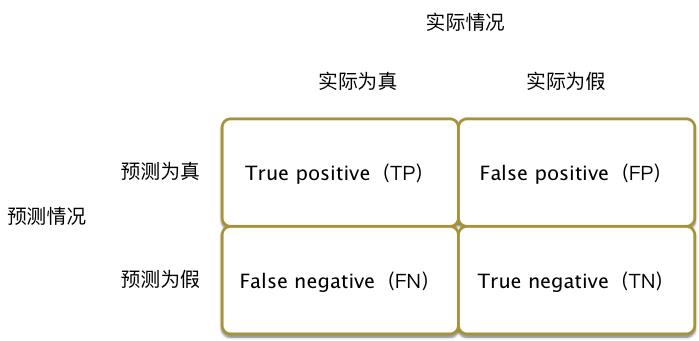 实际情况
实际为真 实际为假
预测为真 True positive（TP） False positive（FP）
预测情况
预测为假 False negative（FN） True negative（TN）